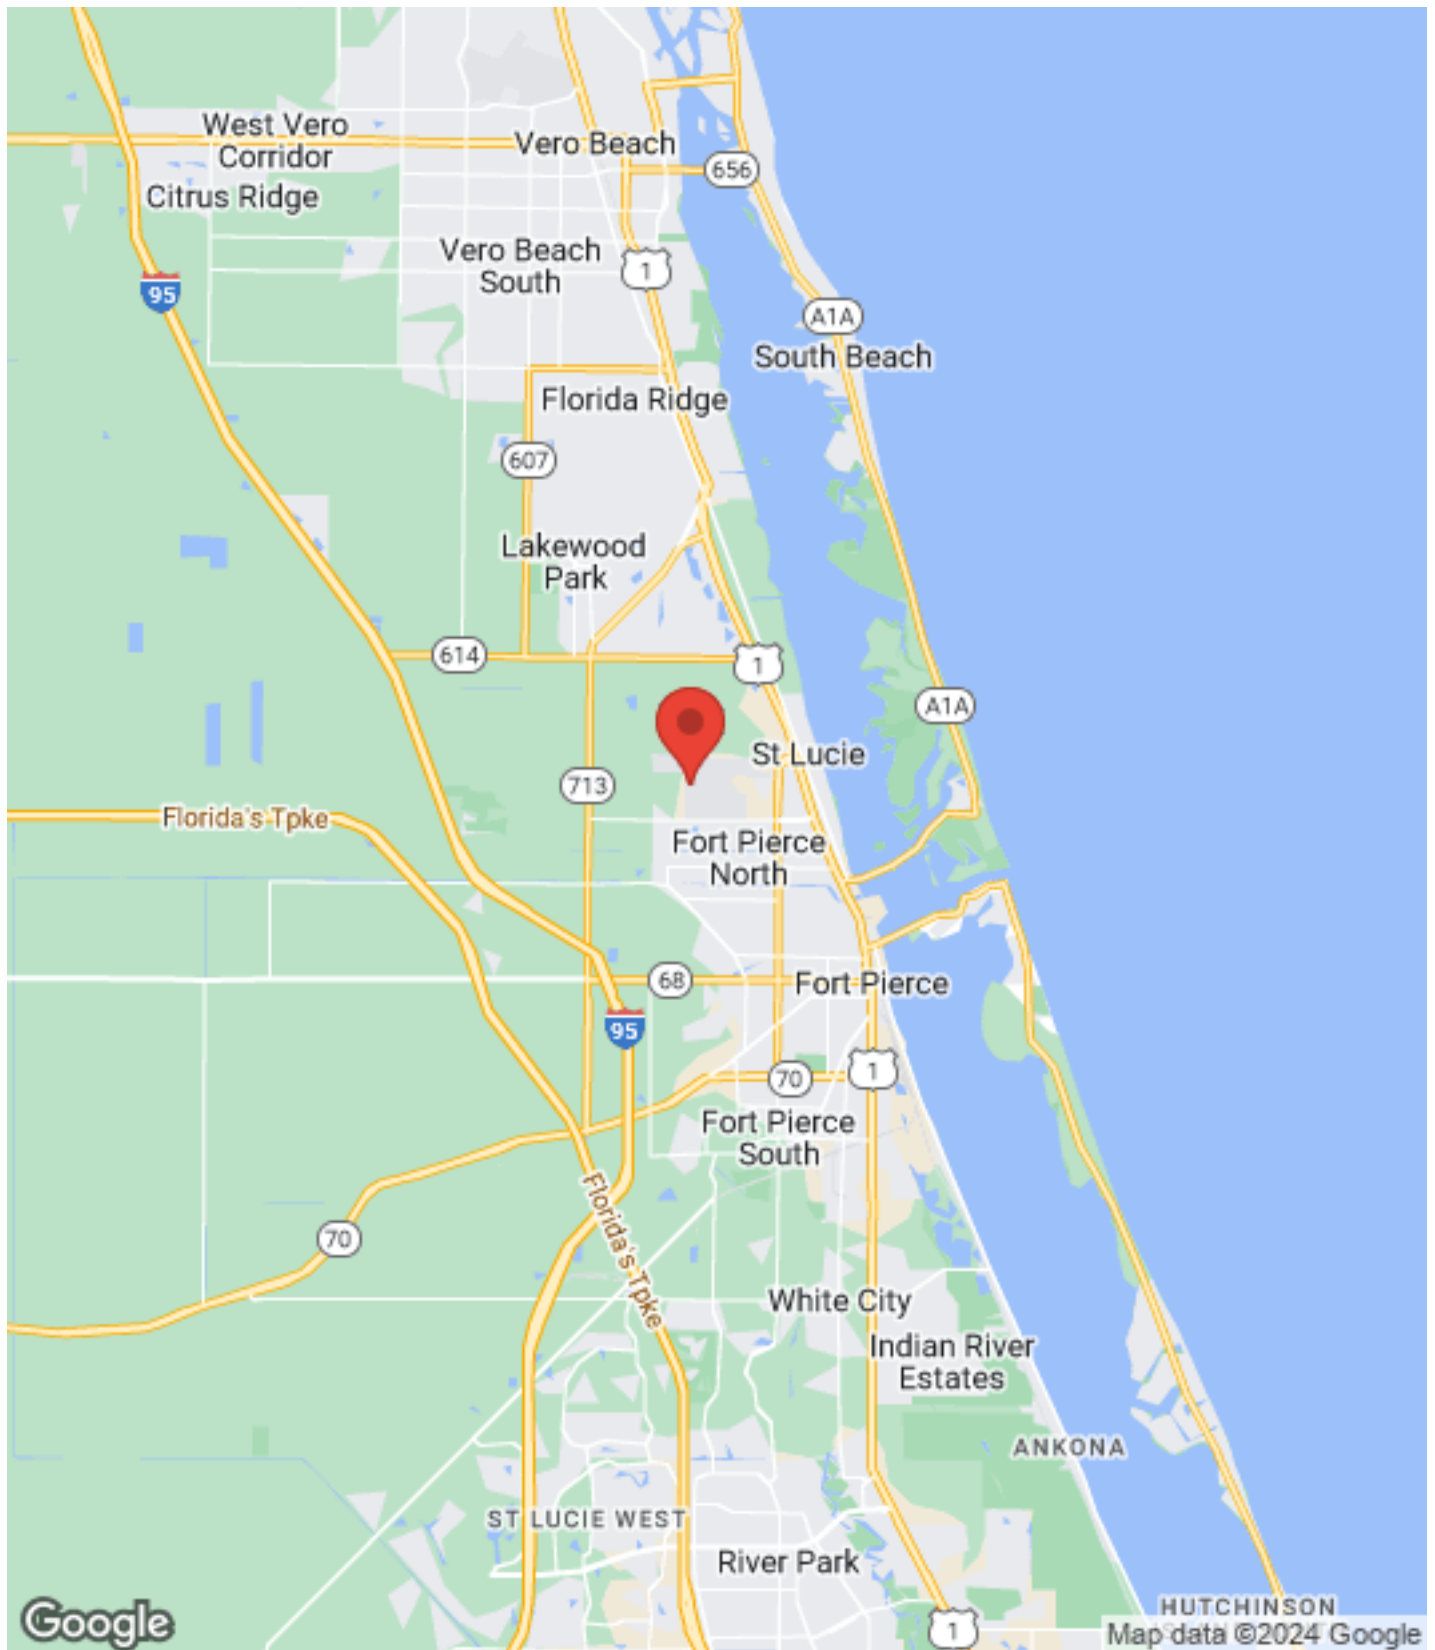 West Vero
Corridor
Vero Beach
656
Citrus Ridge
Vero Beach
South
1
95
A1A
South Beach
Florida Ridge
607
Lakewood
Park
614
1
A1A
St Lucie
713
Florida's Tpke
Fort Pierce
North
68
Fort Pierce
95
70
1
Fort Pierce
South
Florida's Tpke
70
White City
Indian River
Estates
ANKONA
ST LUCIE WEST
River Park
HUTCHINSON
1
Google
Map data ©2024 Google